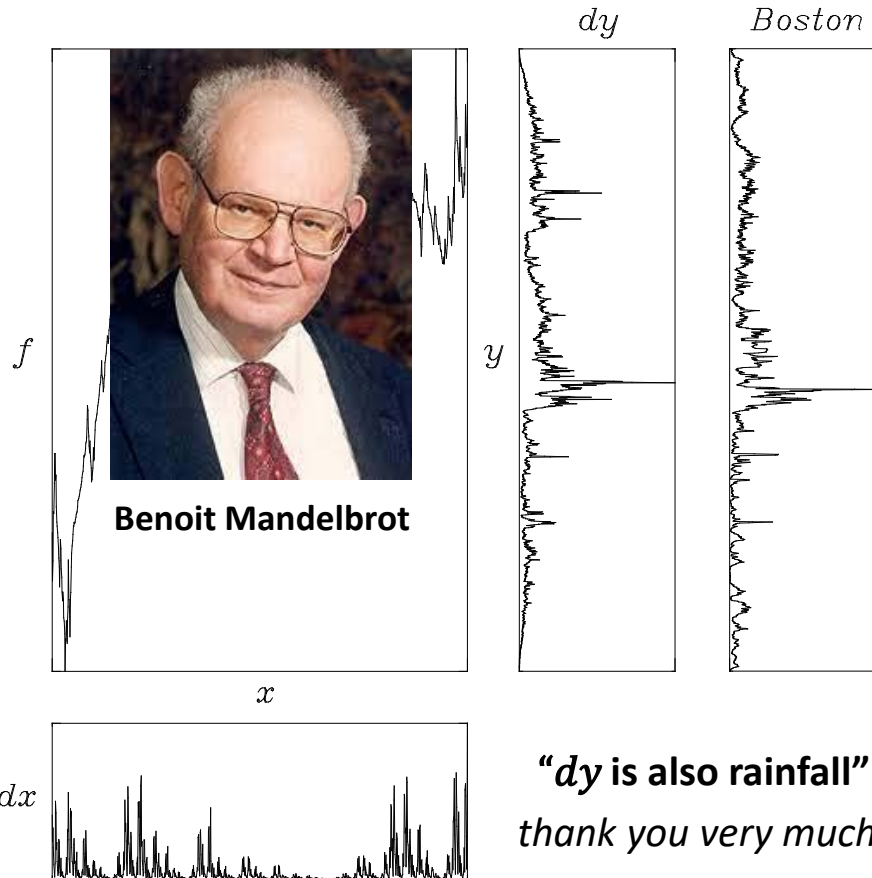 dy
Boston
f
y
Benoit Mandelbrot
x
dx
“dy is also rainfall”
thank you very much